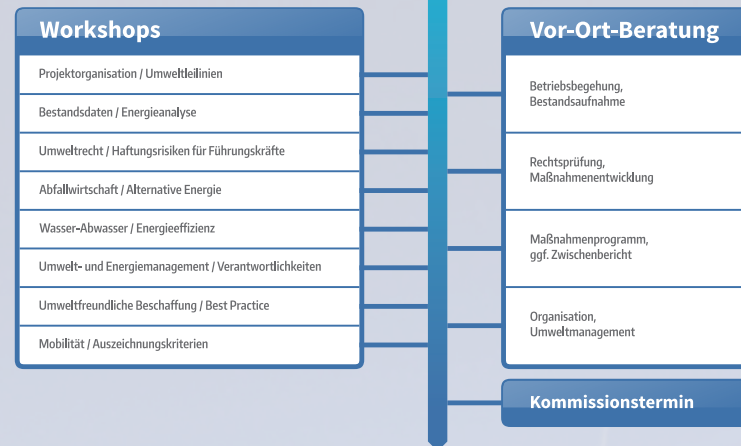 Workshops
Projektorganisation / Umweltleilinien
Bestandsdaten / Energieanalyse
Umweltrecht / Haftungsrisiken für Führungskräfte
Abfallwirtschaft / Alternative Energie
Wasser-Abwasser / Energieeffizienz
Umwelt- und Energiemanagement / Verantwortlichkeiten
Umweltfreundliche Beschaffung / Best Practice
Mobilität / Auszeichnungskriterien
Vor-Ort-Beratung
Betriebsbegehung,
Bestandsaufnahme
Rechtsprüfung,
Maßnahmenentwicklung
Maßnahmenprogramm,
ggf. Zwischenbericht
Organisation,
Umweltmanagement
Kommissionstermin